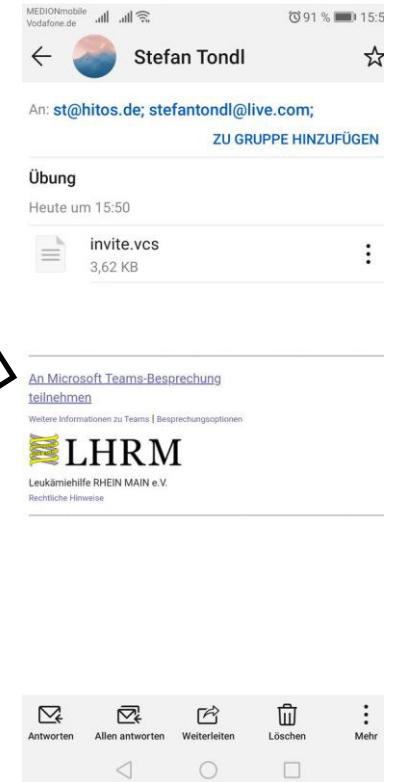 MEDIONmobile
Vodafone.de
91 % 15:5
Stefan Tondl
An: st@hitos.de; stefantondl@live.com;
ZU GRUPPE HINZUFÜGEN
Übung
Heute um 15:50
invite.vcs
3,62 KB
An Microsoft Teams-Besprechung
teilnehmen
Weitere Informationen zu Teams | Besprechungsoptionen
LHRM
Leukämiehilfe RHEIN MAIN e.V.
Rechtliche Hinweise
Antworten Allen antworten Weiterleiten Löschen Mehr